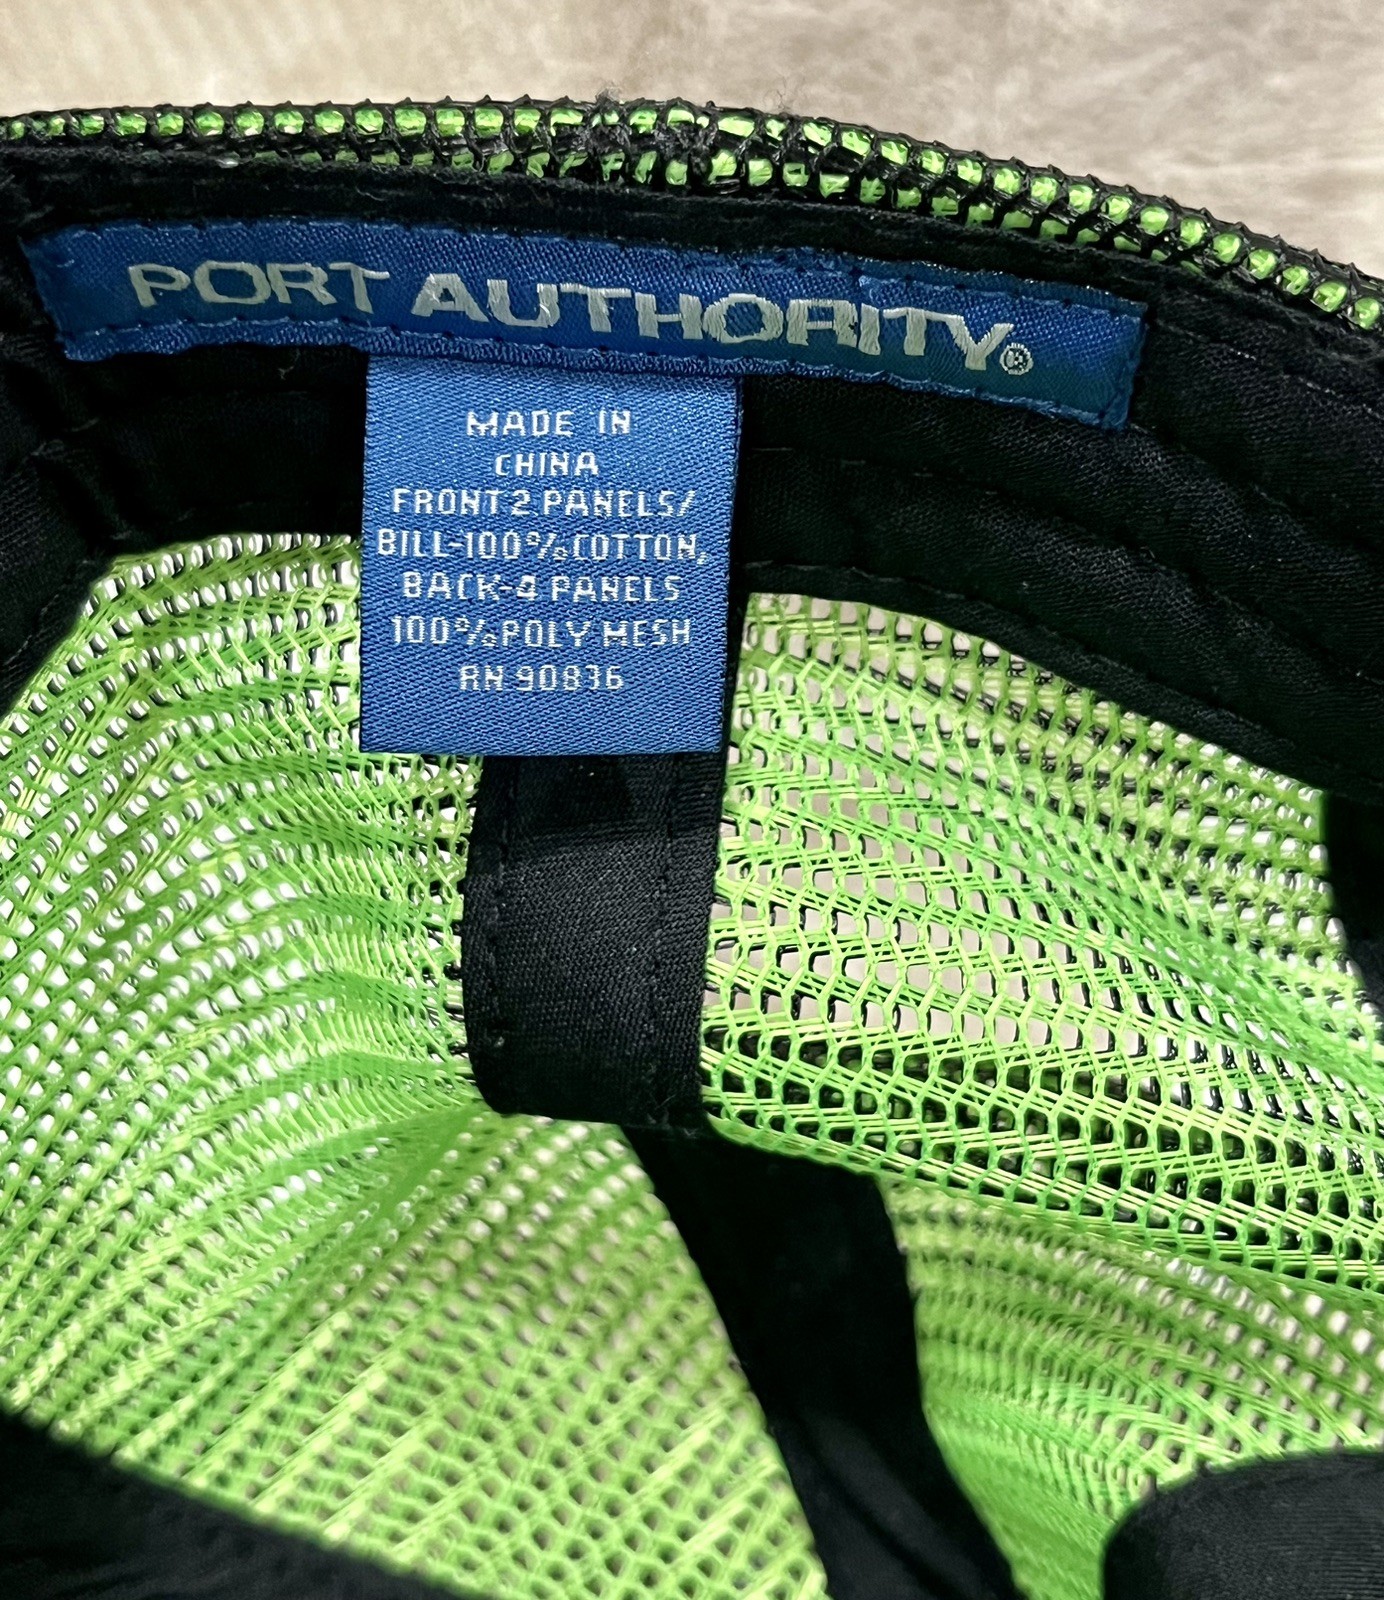 PORT AUTHORITY®
MADE IN
CHINA
FRONT 2 PANELS/
BILL-100% COTTON,
BACK-4 PANELS
100% POLY MESH
RN 90836